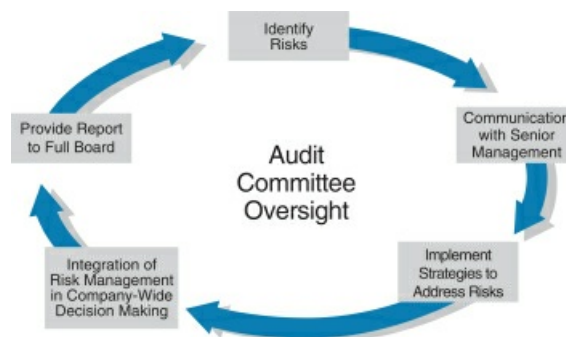 Identify
Risks
Communication
with Senior
Management
Implement
Strategies to
Address Risks
Integration of
Risk Management
in Company-Wide
Decision Making
Provide Report
to Full Board
Audit
Committee
Oversight